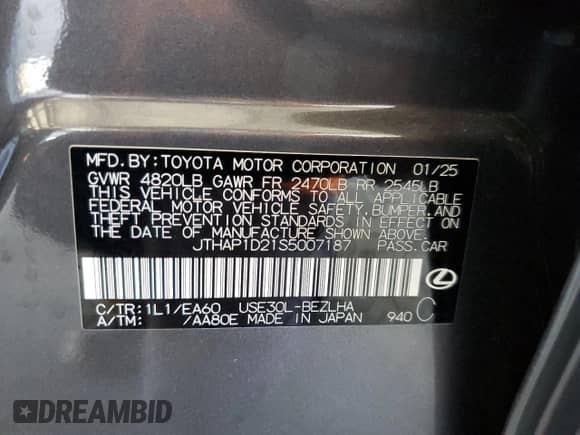 MFD. BY: TOYOTA MOTOR CORPORATION 01/25
GVWR 4820LB GAWR FR 2470LB RR 2545LB
THIS VEHICLE CONFORMS TO ALL APPLICABLE
FEDERAL MOTOR VEHICLE SAFETY, BUMPER, AND
THEFT PREVENTION STANDARDS IN EFFECT ON
THE DATE OF MANUFACTURE SHOWN ABOVE.
JTHAP1D21S5007187 PASS. CAR
C/TR: 1L1/EA60 USE30L-BEZLHA
A/TM: /AA80E MADE IN JAPAN 940 C
DREAMBID